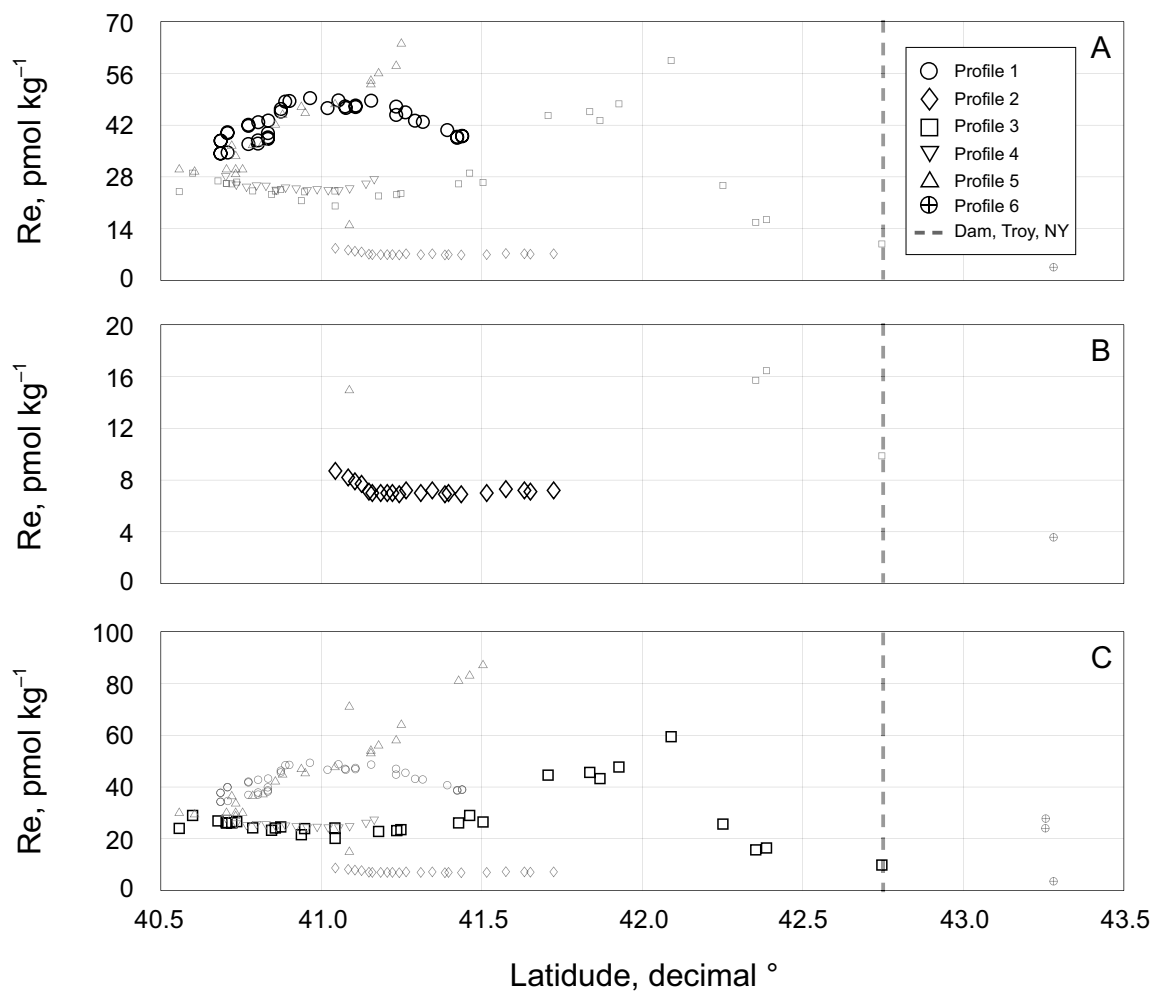 70
56
42
28
14
0
Re, pmol kg⁻¹
A
Profile 1
Profile 2
Profile 3
Profile 4
Profile 5
Profile 6
Dam, Troy, NY
20
16
12
8
4
0
Re, pmol kg⁻¹
B
100
80
60
40
20
0
Re, pmol kg⁻¹
C
40.5 41.0 41.5 42.0 42.5 43.0 43.5
Latidude, decimal °